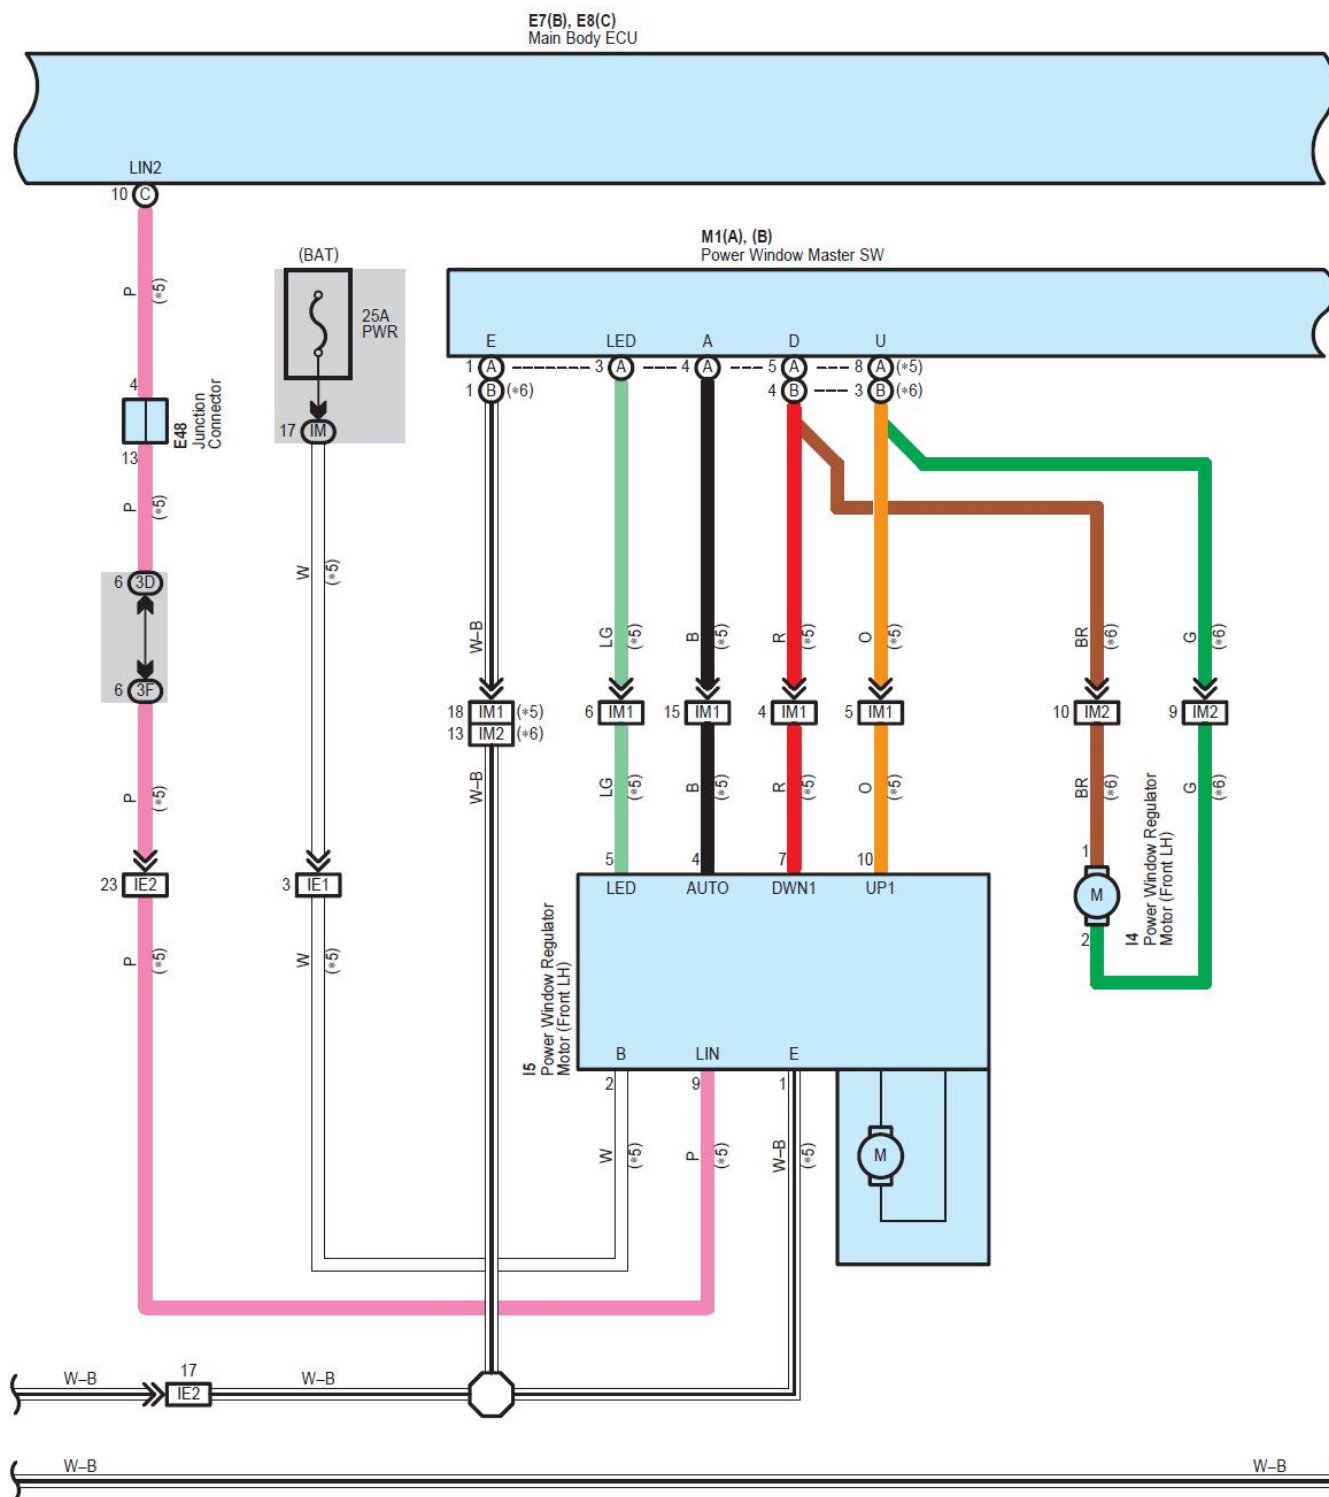 E7(B), E8(C)
Main Body ECU
LIN2
10 C
M1(A), (B)
Power Window Master SW
(BAT)
25A
PWR
17 IM
E LED A D U
1 A 3 A 4 A 5 A 8 A (*5)
1 B (*6) 4 B 3 B (*6)
P (*5)
4
E48
Junction
Connector
13
P (*5)
6 3D
W (*5)
W–B
LG (*5)
B (*5)
R (*5)
O (*5)
BR (*6)
G (*6)
6 3F
18 IM1 (*5)
13 IM2 (*6)
6 IM1
15 IM1
4 IM1
5 IM1
10 IM2
9 IM2
P (*5)
W–B
LG (*5)
B (*5)
R (*5)
O (*5)
BR (*6)
G (*6)
5 4 7 10
1
23 IE2
3 IE1
LED AUTO DWN1 UP1
M
2
I4
Power Window Regulator
Motor (Front LH)
P (*5)
W (*5)
I5
Power Window Regulator
Motor (Front LH)
B LIN E
2 9 1
W (*5)
P (*5)
W–B (*5)
M
W–B
17
IE2
W–B
W–B
W–B